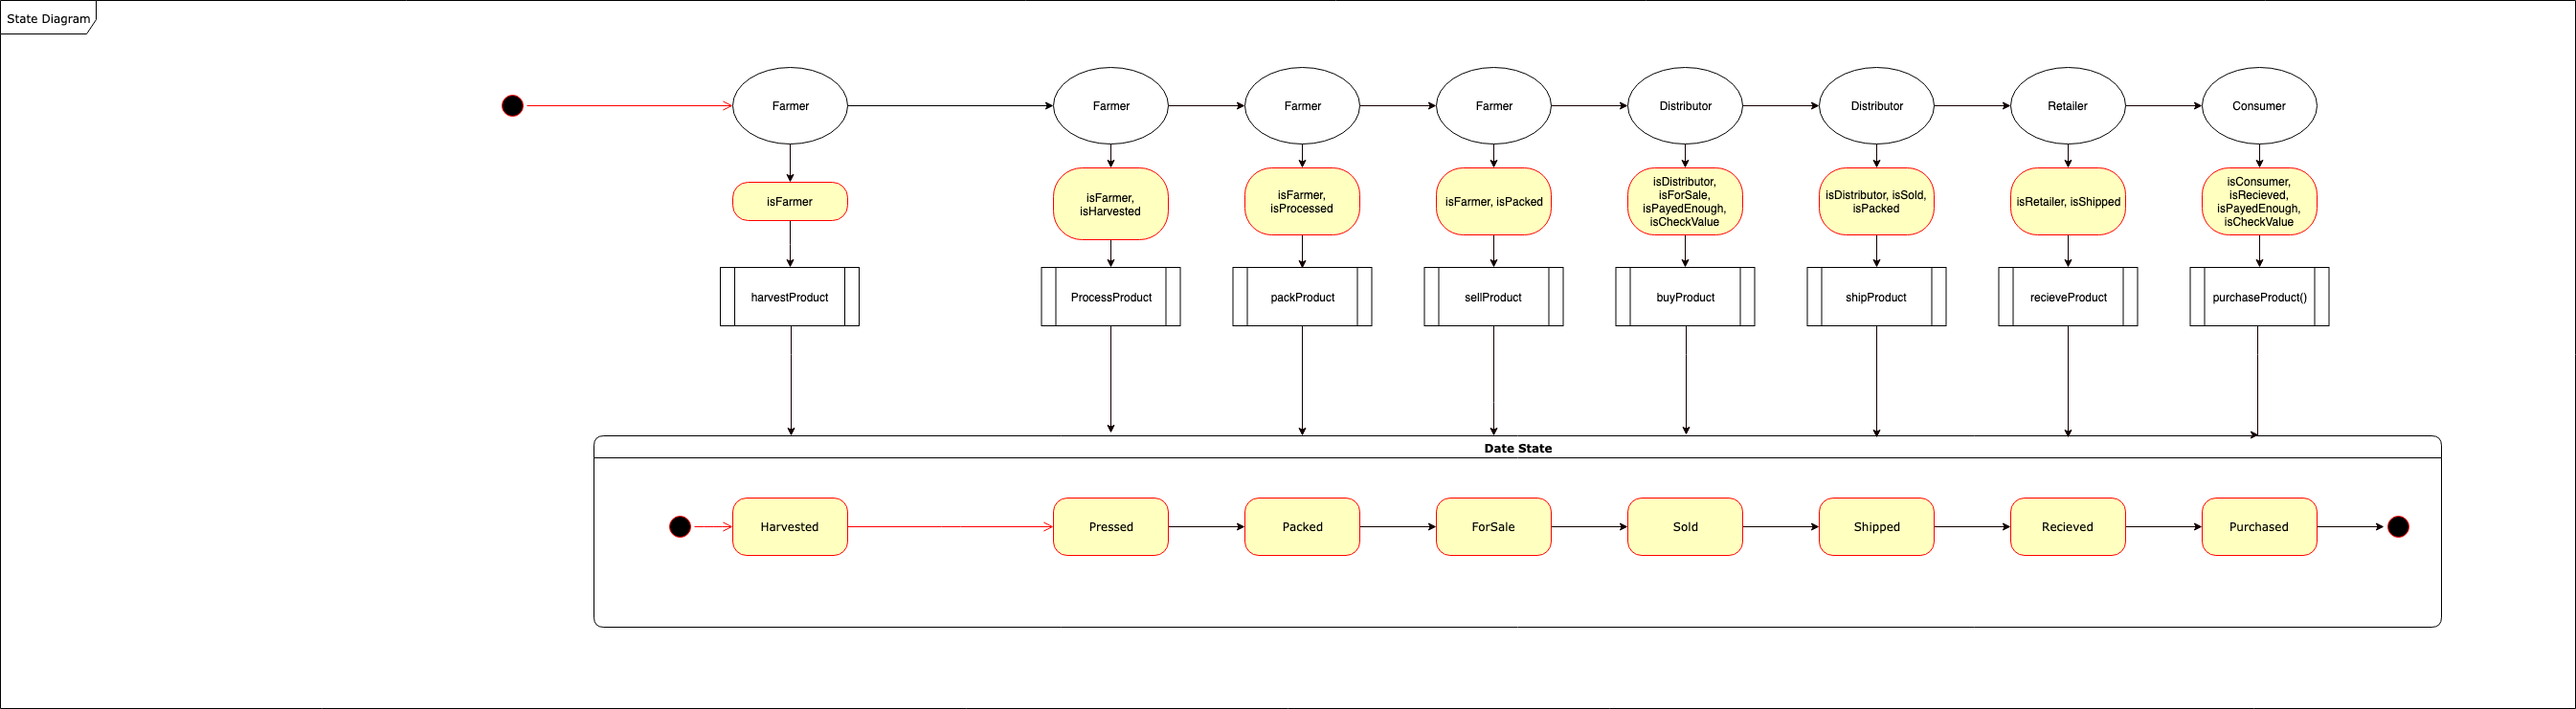 State Diagram
Farmer
Farmer
Farmer
Farmer
Distributor
Distributor
Retailer
Consumer
isFarmer
isFarmer,
isHarvested
isFarmer,
isProcessed
isFarmer, isPacked
isDistributor,
isForSale,
isPayedEnough,
isCheckValue
isDistributor, isSold,
isPacked
isRetailer, isShipped
isConsumer,
isRecieved,
isPayedEnough,
isCheckValue
harvestProduct
ProcessProduct
packProduct
sellProduct
buyProduct
shipProduct
recieveProduct
purchaseProduct()
Date State
Harvested
Pressed
Packed
ForSale
Sold
Shipped
Recieved
Purchased